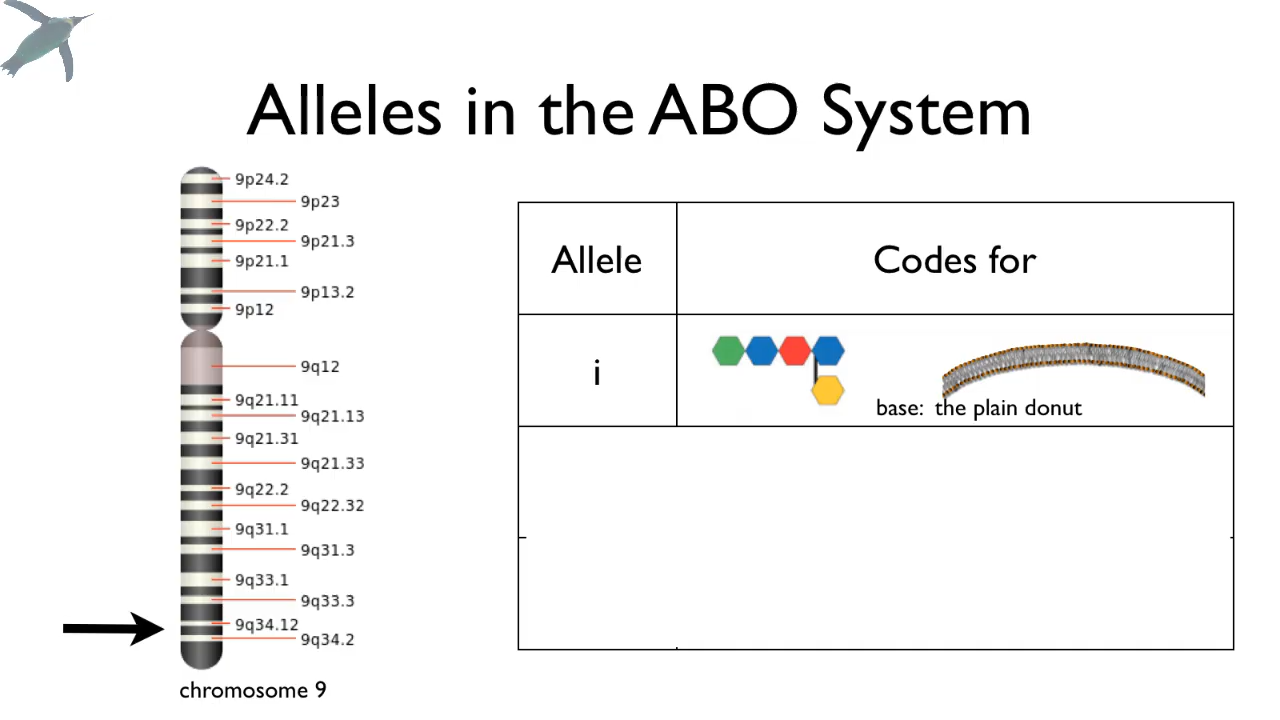 Alleles in the ABO System
9p24.2
9p23
9p22.2
9p21.3
9p21.1
9p13.2
9p12
9q12
9q21.11
9q21.13
9q21.31
9q21.33
9q22.2
9q22.32
9q31.1
9q31.3
9q33.1
9q33.3
9q34.12
9q34.2
chromosome 9
Allele
Codes for
i
base: the plain donut